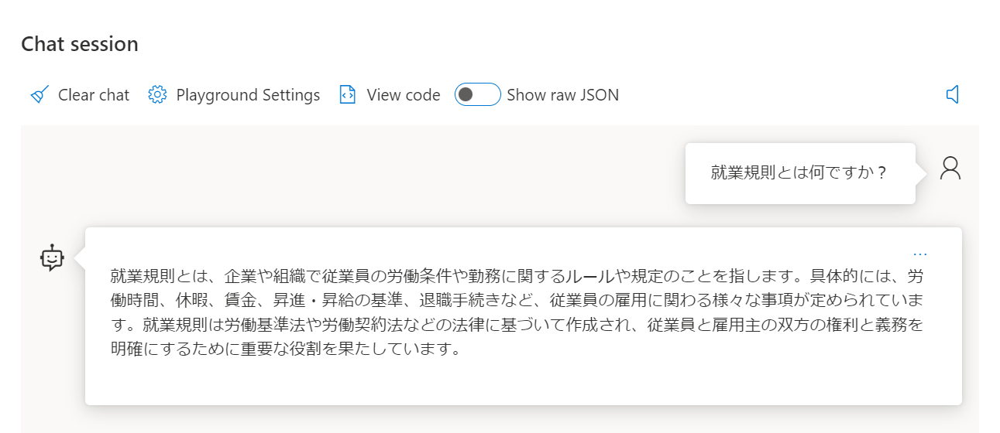 Chat session
Clear chat Playground Settings View code Show raw JSON
就業規則とは何ですか？
...
就業規則とは、企業や組織で従業員の労働条件や勤務に関するルールや規定のことを指します。具体的には、労
働時間、休暇、賃金、昇進・昇給の基準、退職手続きなど、従業員の雇用に関わる様々な事項が定められていま
す。就業規則は労働基準法や労働契約法などの法律に基づいて作成され、従業員と雇用主の双方の権利と義務を
明確にするために重要な役割を果たしています。